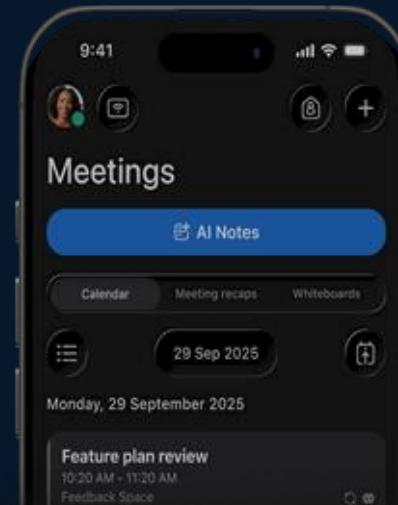 9:41
Meetings
AI Notes
Calendar Meeting recaps Whiteboards
29 Sep 2025
Monday, 29 September 2025
Feature plan review
10:20 AM - 11:20 AM
Feedback Space